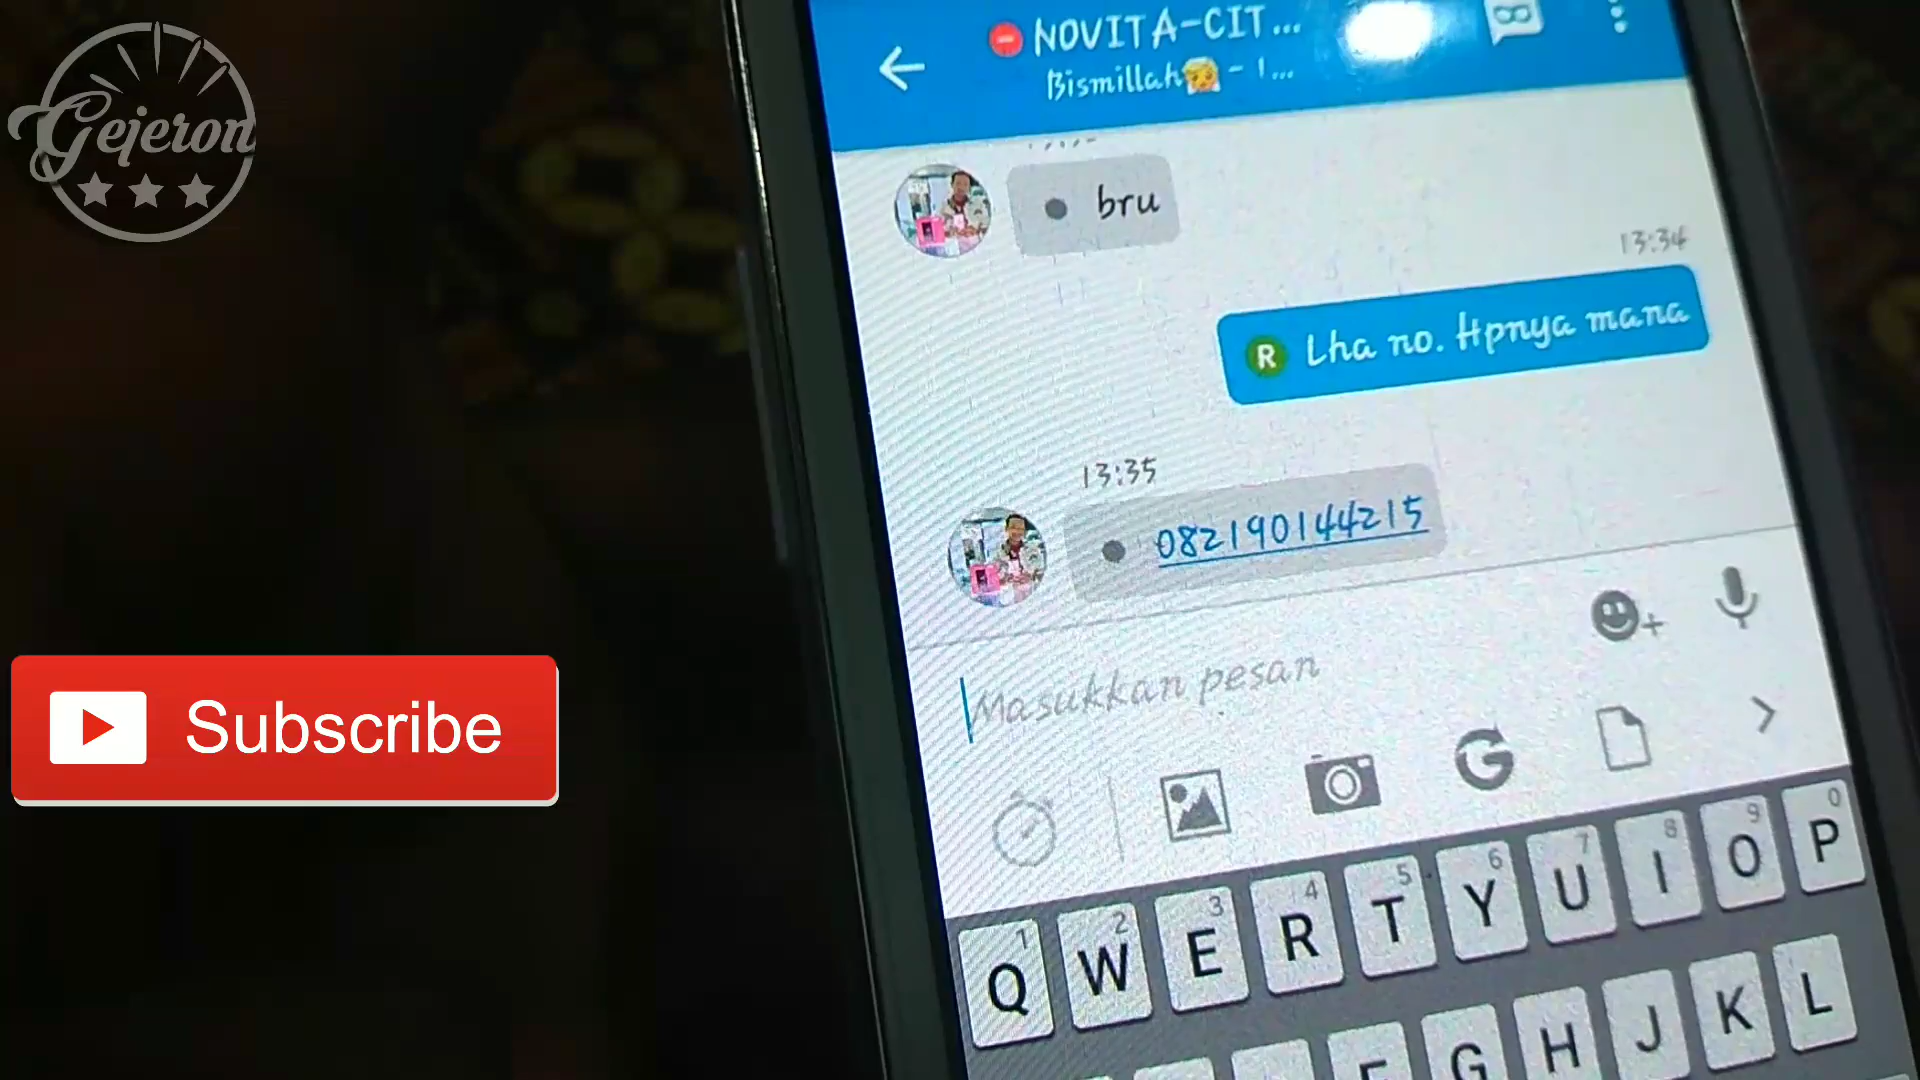 Gejeron
NOVITA-CIT...
Bismillah👳 - 1...
bru
13:34
R Lha no. Hpnya mana
13:35
082190144215
Masukkan pesan
Subscribe
1 2 3 4 5 6 7 8 9 0
Q W E R T Y U I O P
F G H J K L